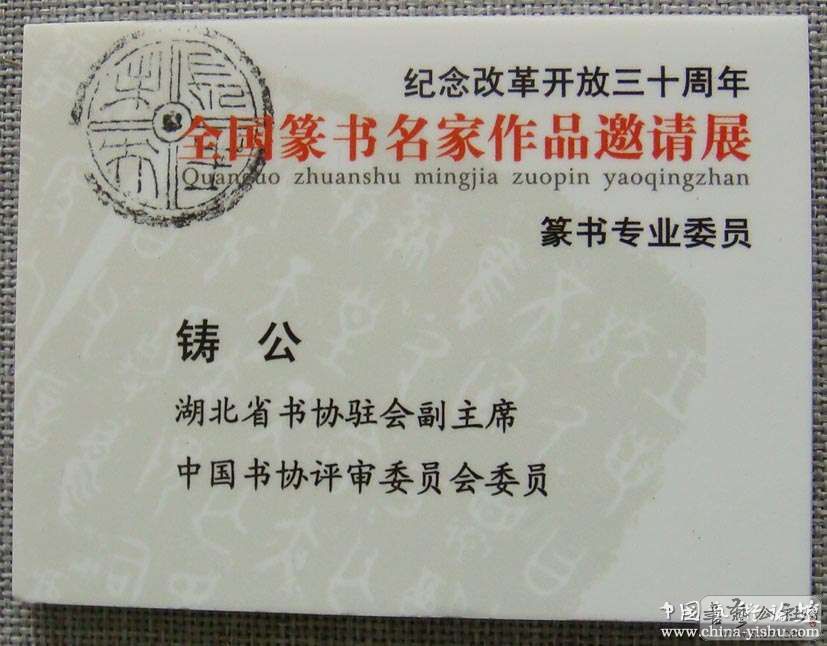 纪念改革开放三十周年
全国篆书名家作品邀请展
Quanguo zhuanshu mingjia zuopin yaoqingzhan
篆书专业委员
铸 公
湖北省书协驻会副主席
中国书协评审委员会委员
www.china-yishu.com